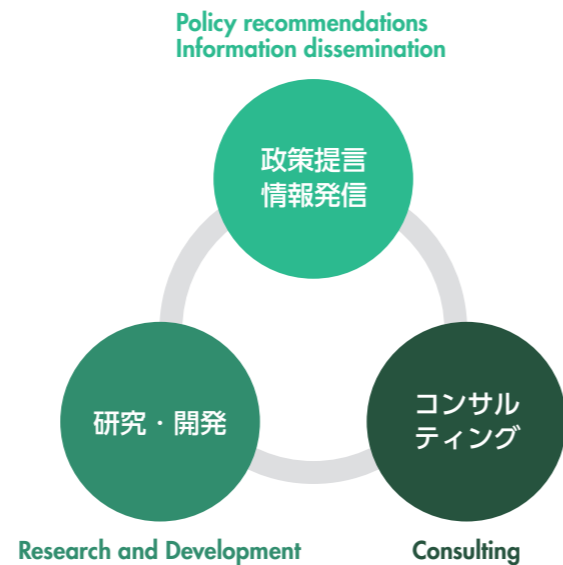 Policy recommendations
Information dissemination
政策提言
情報発信
研究・開発
コンサル
ティング
Research and Development
Consulting